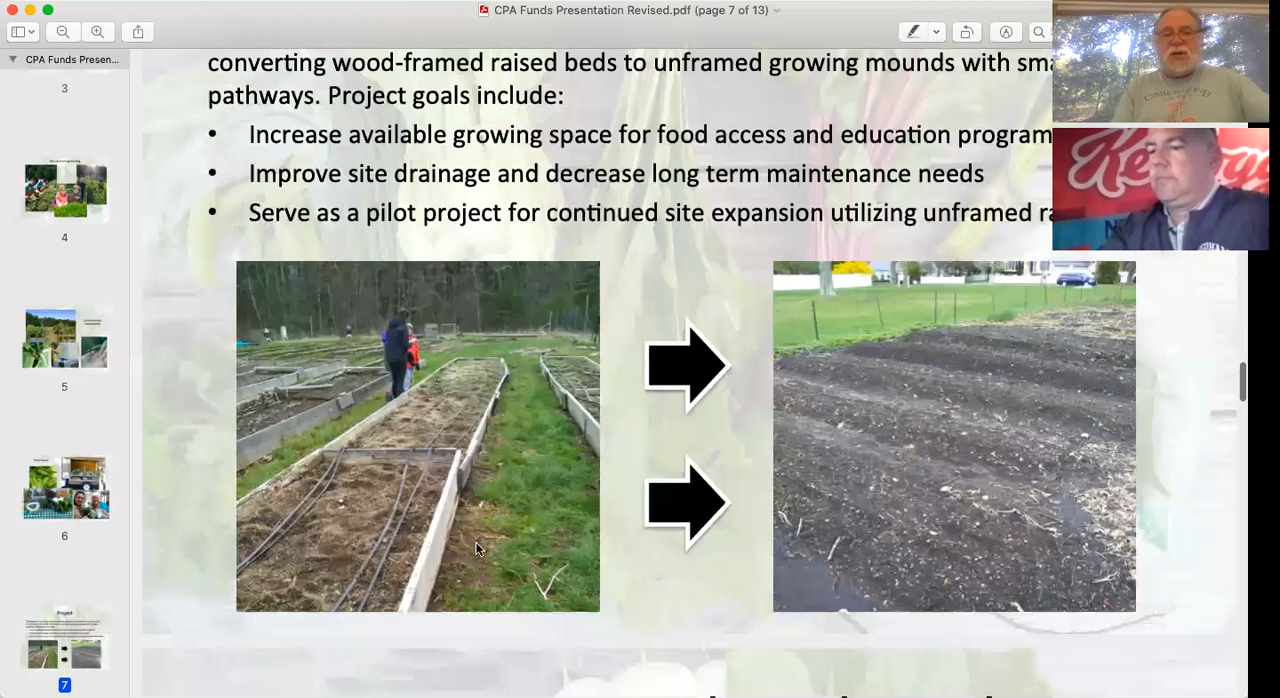 CPA Funds Presentation Revised.pdf (page 7 of 13)
CPA Funds Presen...
3
4
5
6
Project
7
converting wood-framed raised beds to unframed growing mounds with
pathways. Project goals include:
• Increase available growing space for food access and education
• Improve site drainage and decrease long term maintenance needs
• Serve as a pilot project for continued site expansion utilizing unframed